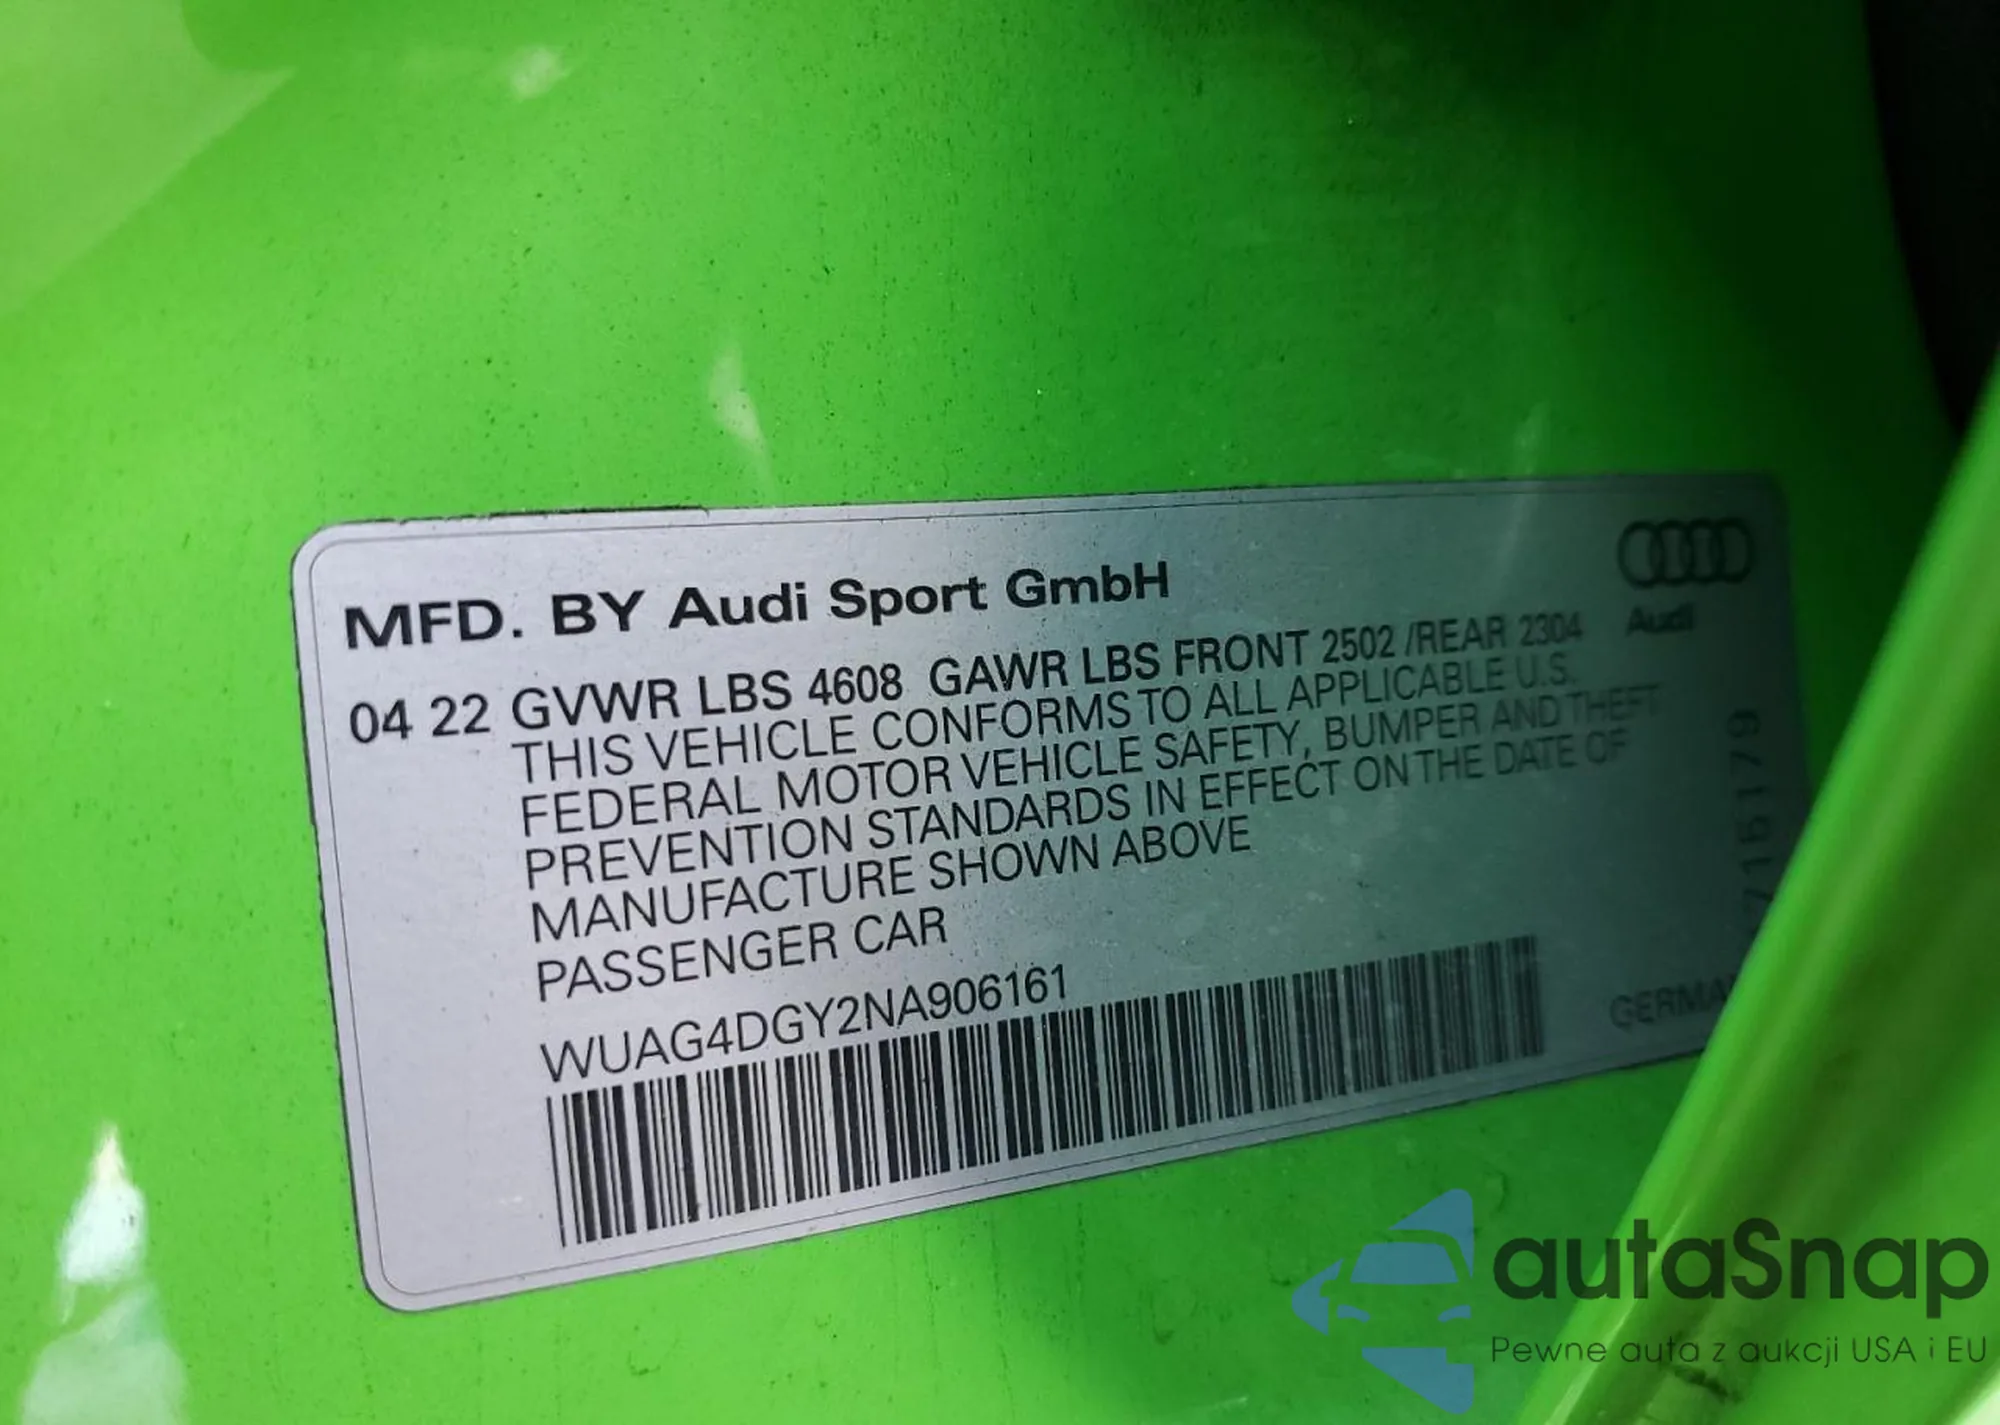 MFD. BY Audi Sport GmbH
Audi
04 22 GVWR LBS 4608 GAWR LBS FRONT 2502 /REAR 2304
THIS VEHICLE CONFORMS TO ALL APPLICABLE U.S.
FEDERAL MOTOR VEHICLE SAFETY, BUMPER AND THEFT
PREVENTION STANDARDS IN EFFECT ON THE DATE OF
MANUFACTURE SHOWN ABOVE
PASSENGER CAR
WUAG4DGY2NA906161
7161179
autaSnap
Pewne auta z aukcji USA i EU